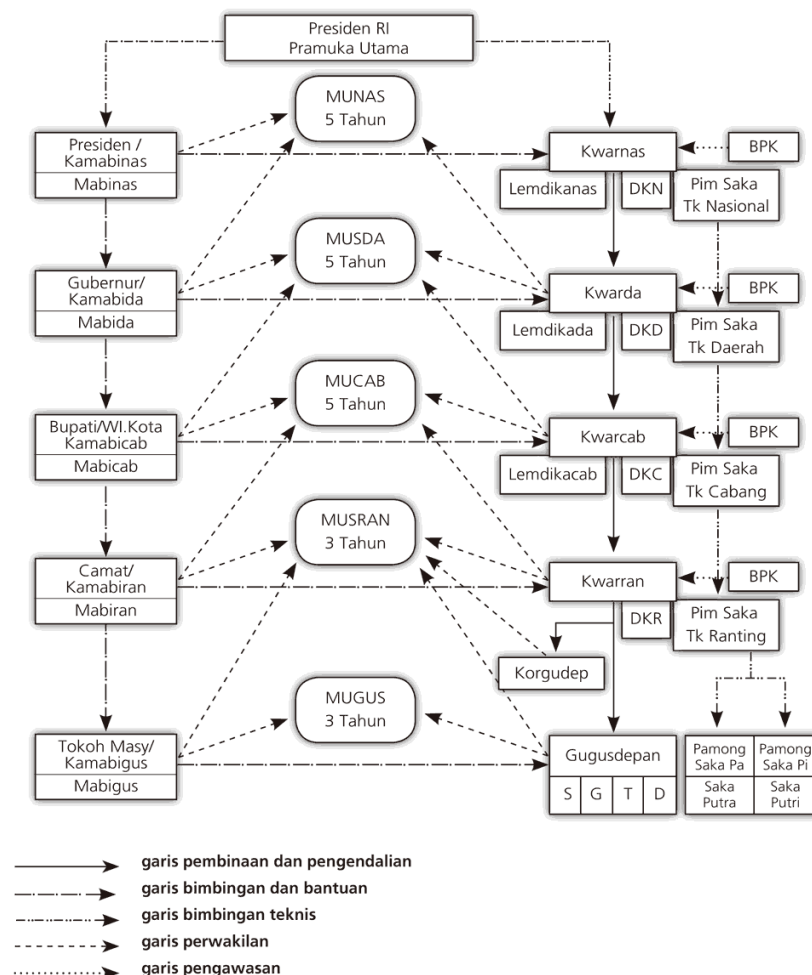 Presiden RI
Pramuka Utama
MUNAS
5 Tahun
Presiden /
Kamabinas
Mabinas
Kwarnas
BPK
Lemdikanas
DKN
Pim Saka
Tk Nasional
MUSDA
5 Tahun
Gubernur/
Kamabida
Mabida
Kwarda
BPK
Lemdikada
DKD
Pim Saka
Tk Daerah
MUCAB
5 Tahun
Bupati/WI.Kota
Kamabicab
Mabicab
Kwarcab
BPK
Lemdikacab
DKC
Pim Saka
Tk Cabang
MUSRAN
3 Tahun
Camat/
Kamabiran
Mabiran
Kwarran
BPK
DKR
Pim Saka
Tk Ranting
Korgudep
MUGUS
3 Tahun
Tokoh Masy/
Kamabigus
Mabigus
Gugusdepan
S G T D
Pamong
Saka Pa
Pamong
Saka Pi
Saka
Putra
Saka
Putri
garis pembinaan dan pengendalian
garis bimbingan dan bantuan
garis bimbingan teknis
garis perwakilan
garis pengawasan